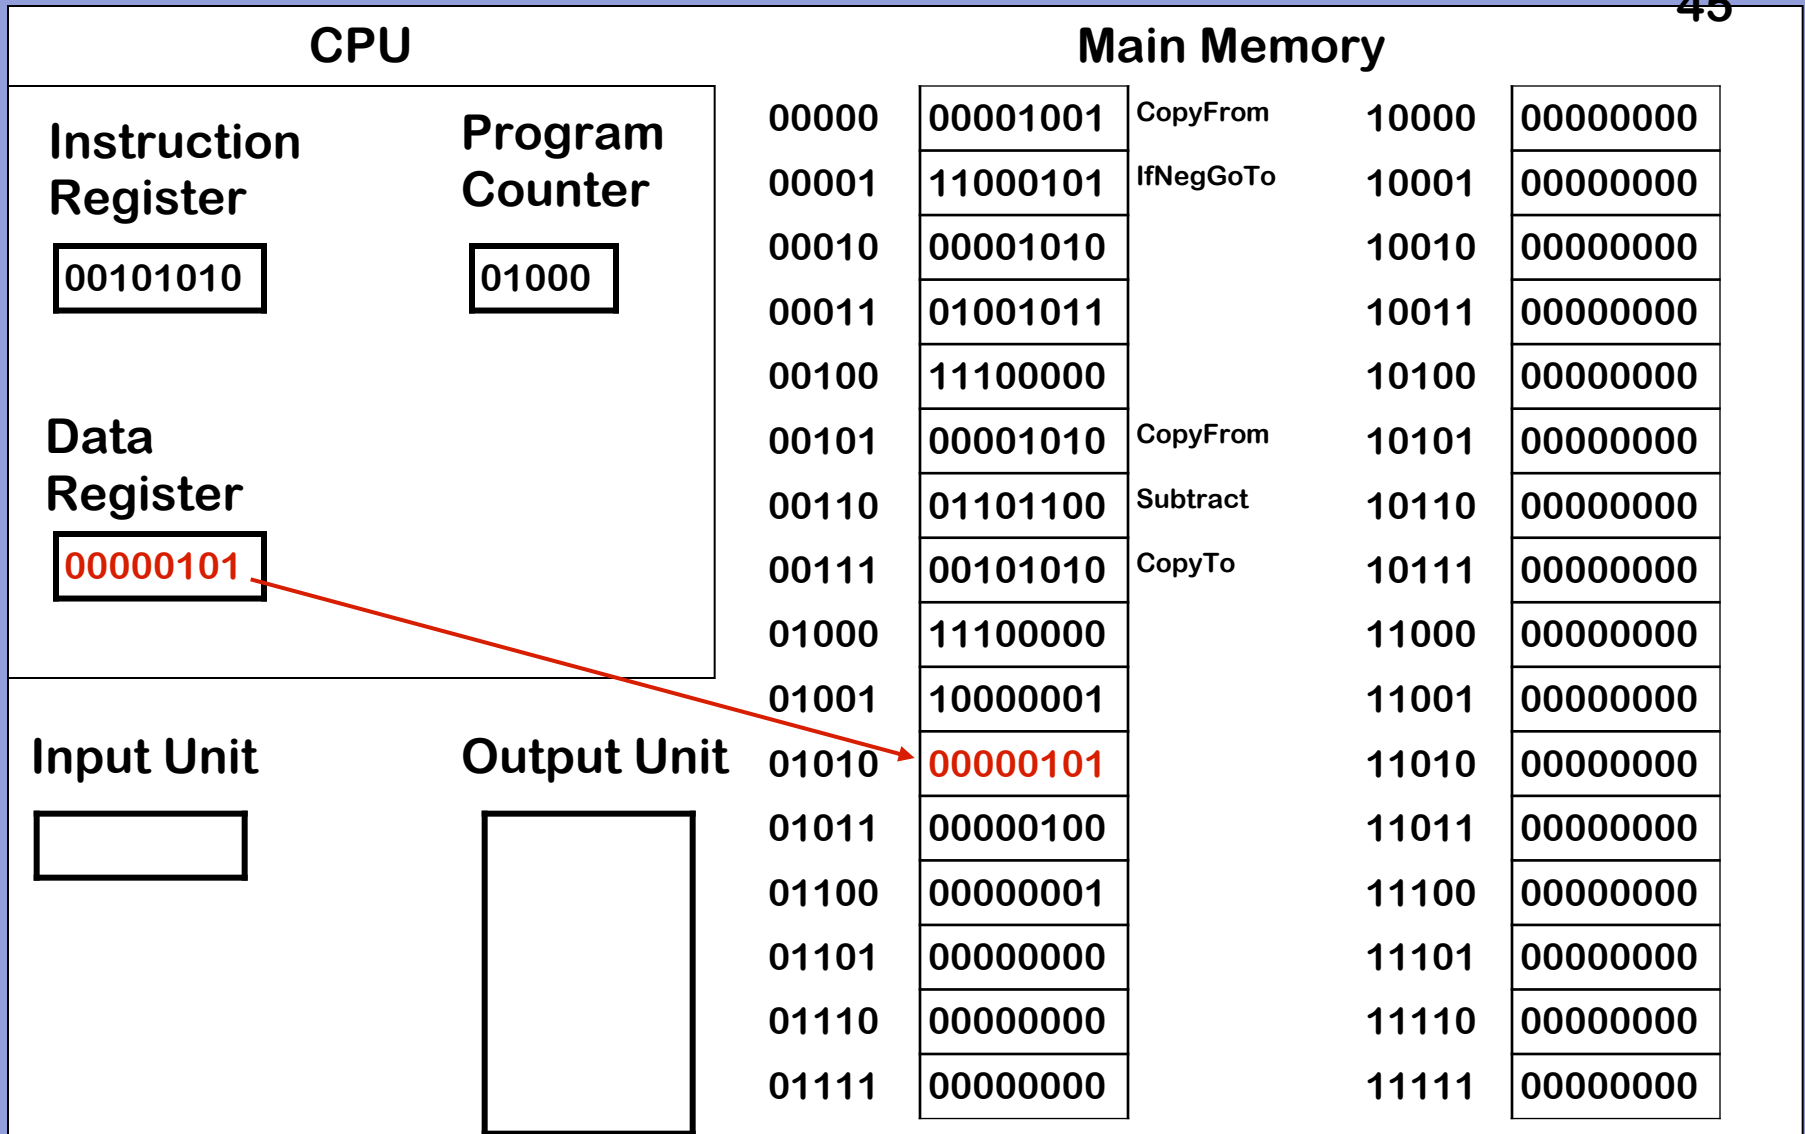 45
CPU
Main Memory
Instruction
Register
00101010
Program
Counter
01000
Data
Register
00000101
Input Unit
Output Unit
00000 00001001 CopyFrom 10000 00000000
00001 11000101 IfNegGoTo 10001 00000000
00010 00001010 10010 00000000
00011 01001011 10011 00000000
00100 11100000 10100 00000000
00101 00001010 CopyFrom 10101 00000000
00110 01101100 Subtract 10110 00000000
00111 00101010 CopyTo 10111 00000000
01000 11100000 11000 00000000
01001 10000001 11001 00000000
01010 00000101 11010 00000000
01011 00000100 11011 00000000
01100 00000001 11100 00000000
01101 00000000 11101 00000000
01110 00000000 11110 00000000
01111 00000000 11111 00000000